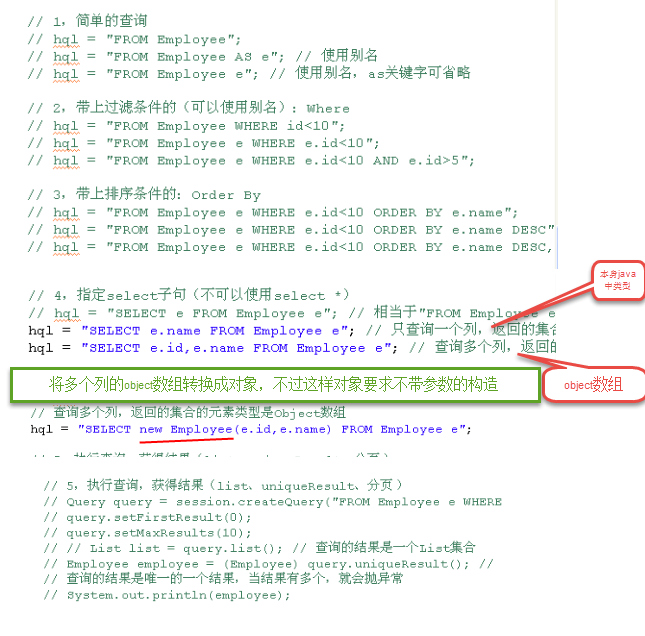 // 1, 简单的查询
// hql = "FROM Employee";
// hql = "FROM Employee AS e"; // 使用别名
// hql = "FROM Employee e"; // 使用别名, as关键字可省略
// 2, 带上过滤条件的（可以使用别名）: Where
// hql = "FROM Employee WHERE id<10";
// hql = "FROM Employee e WHERE e.id<10";
// hql = "FROM Employee e WHERE e.id<10 AND e.id>5";
// 3, 带上排序条件的: Order By
// hql = "FROM Employee e WHERE e.id<10 ORDER BY e.name";
// hql = "FROM Employee e WHERE e.id<10 ORDER BY e.name DESC"
// hql = "FROM Employee e WHERE e.id<10 ORDER BY e.name DESC,
本身java
中类型
// 4, 指定select子句（不可以使用select *）
// hql = "SELECT e FROM Employee e"; // 相当于"FROM Employee e
hql = "SELECT e.name FROM Employee e"; // 只查询一个列, 返回的集合
hql = "SELECT e.id,e.name FROM Employee e"; // 查询多个列, 返回的
将多个列的object数组转换成对象，不过这样对象要求不带参数的构造
object数组
// 查询多个列, 返回的集合的元素类型是Object数组
hql = "SELECT new Employee(e.id,e.name) FROM Employee e";
// 5, 执行查询, 获得结果（list、uniqueResult、分页）
// Query query = session.createQuery("FROM Employee e WHERE
// query.setFirstResult(0);
// query.setMaxResults(10);
// // List list = query.list(); // 查询的结果是一个List集合
// Employee employee = (Employee) query.uniqueResult(); //
// 查询的结果是唯一的一个结果, 当结果有多个, 就会抛异常
// System.out.println(employee);